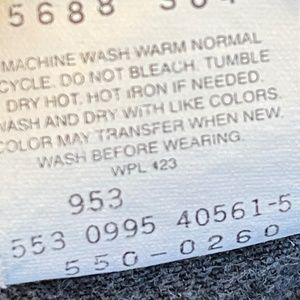 5688
MACHINE WASH WARM NORMAL
CYCLE. DO NOT BLEACH. TUMBLE
DRY HOT. HOT IRON IF NEEDED.
WASH AND DRY WITH LIKE COLORS.
COLOR MAY TRANSFER WHEN NEW.
WASH BEFORE WEARING.
WPL 423
953
553 0995 40561-5
550-0260